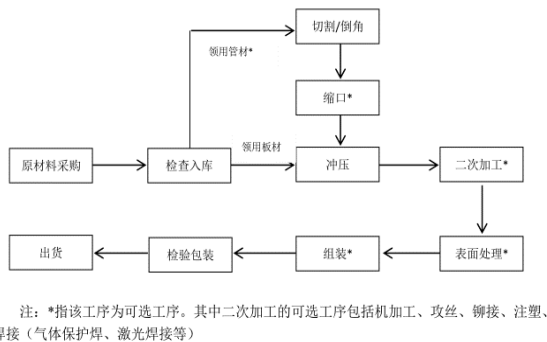 切割/倒角
领用管材*
缩口*
原材料采购
检查入库
领用板材
冲压
二次加工*
出货
检验包装
组装*
表面处理*
注：*指该工序为可选工序。其中二次加工的可选工序包括机加工、攻丝、铆接、注塑、
焊接（气体保护焊、激光焊接等）